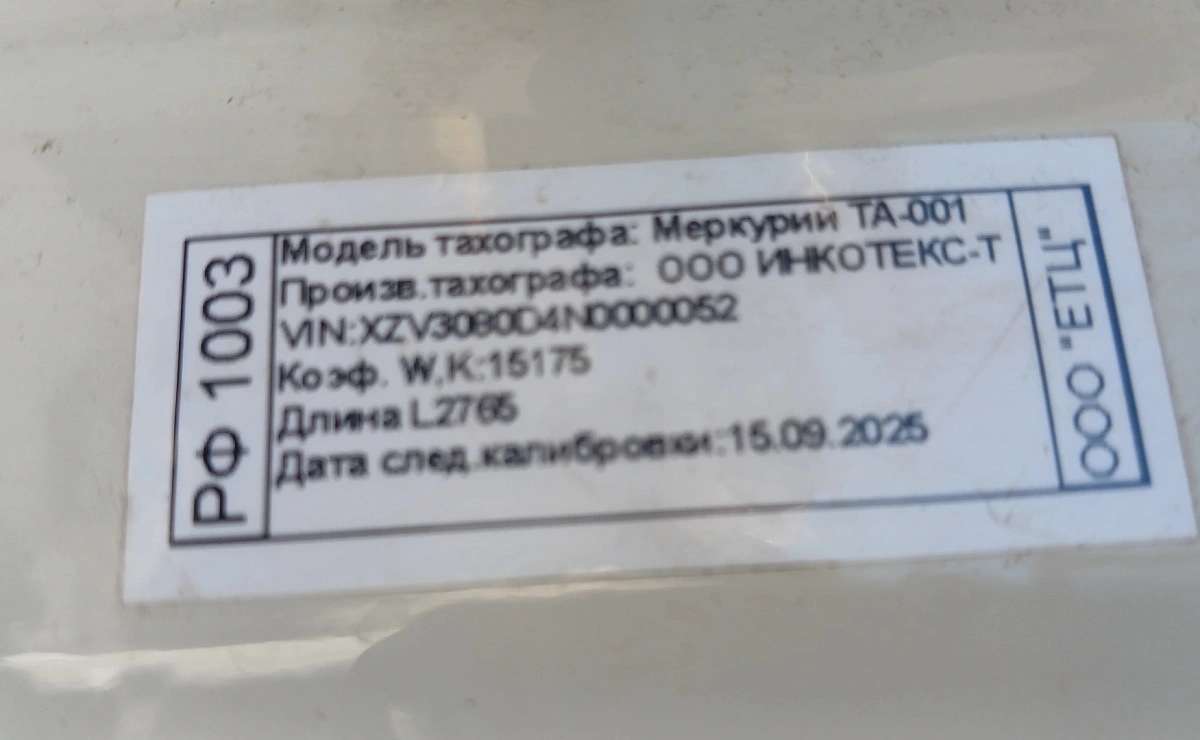 РФ 1003
Модель тахографа: Меркурий ТА-001
Произв.тахографа: ООО ИНКОТЕКС-Т
VIN:XZV3080D4N0000052
Коэф. W,K:15175
Длина L2765
Дата след.калибровки:15.09.2025
ООО "ЕТЦ"